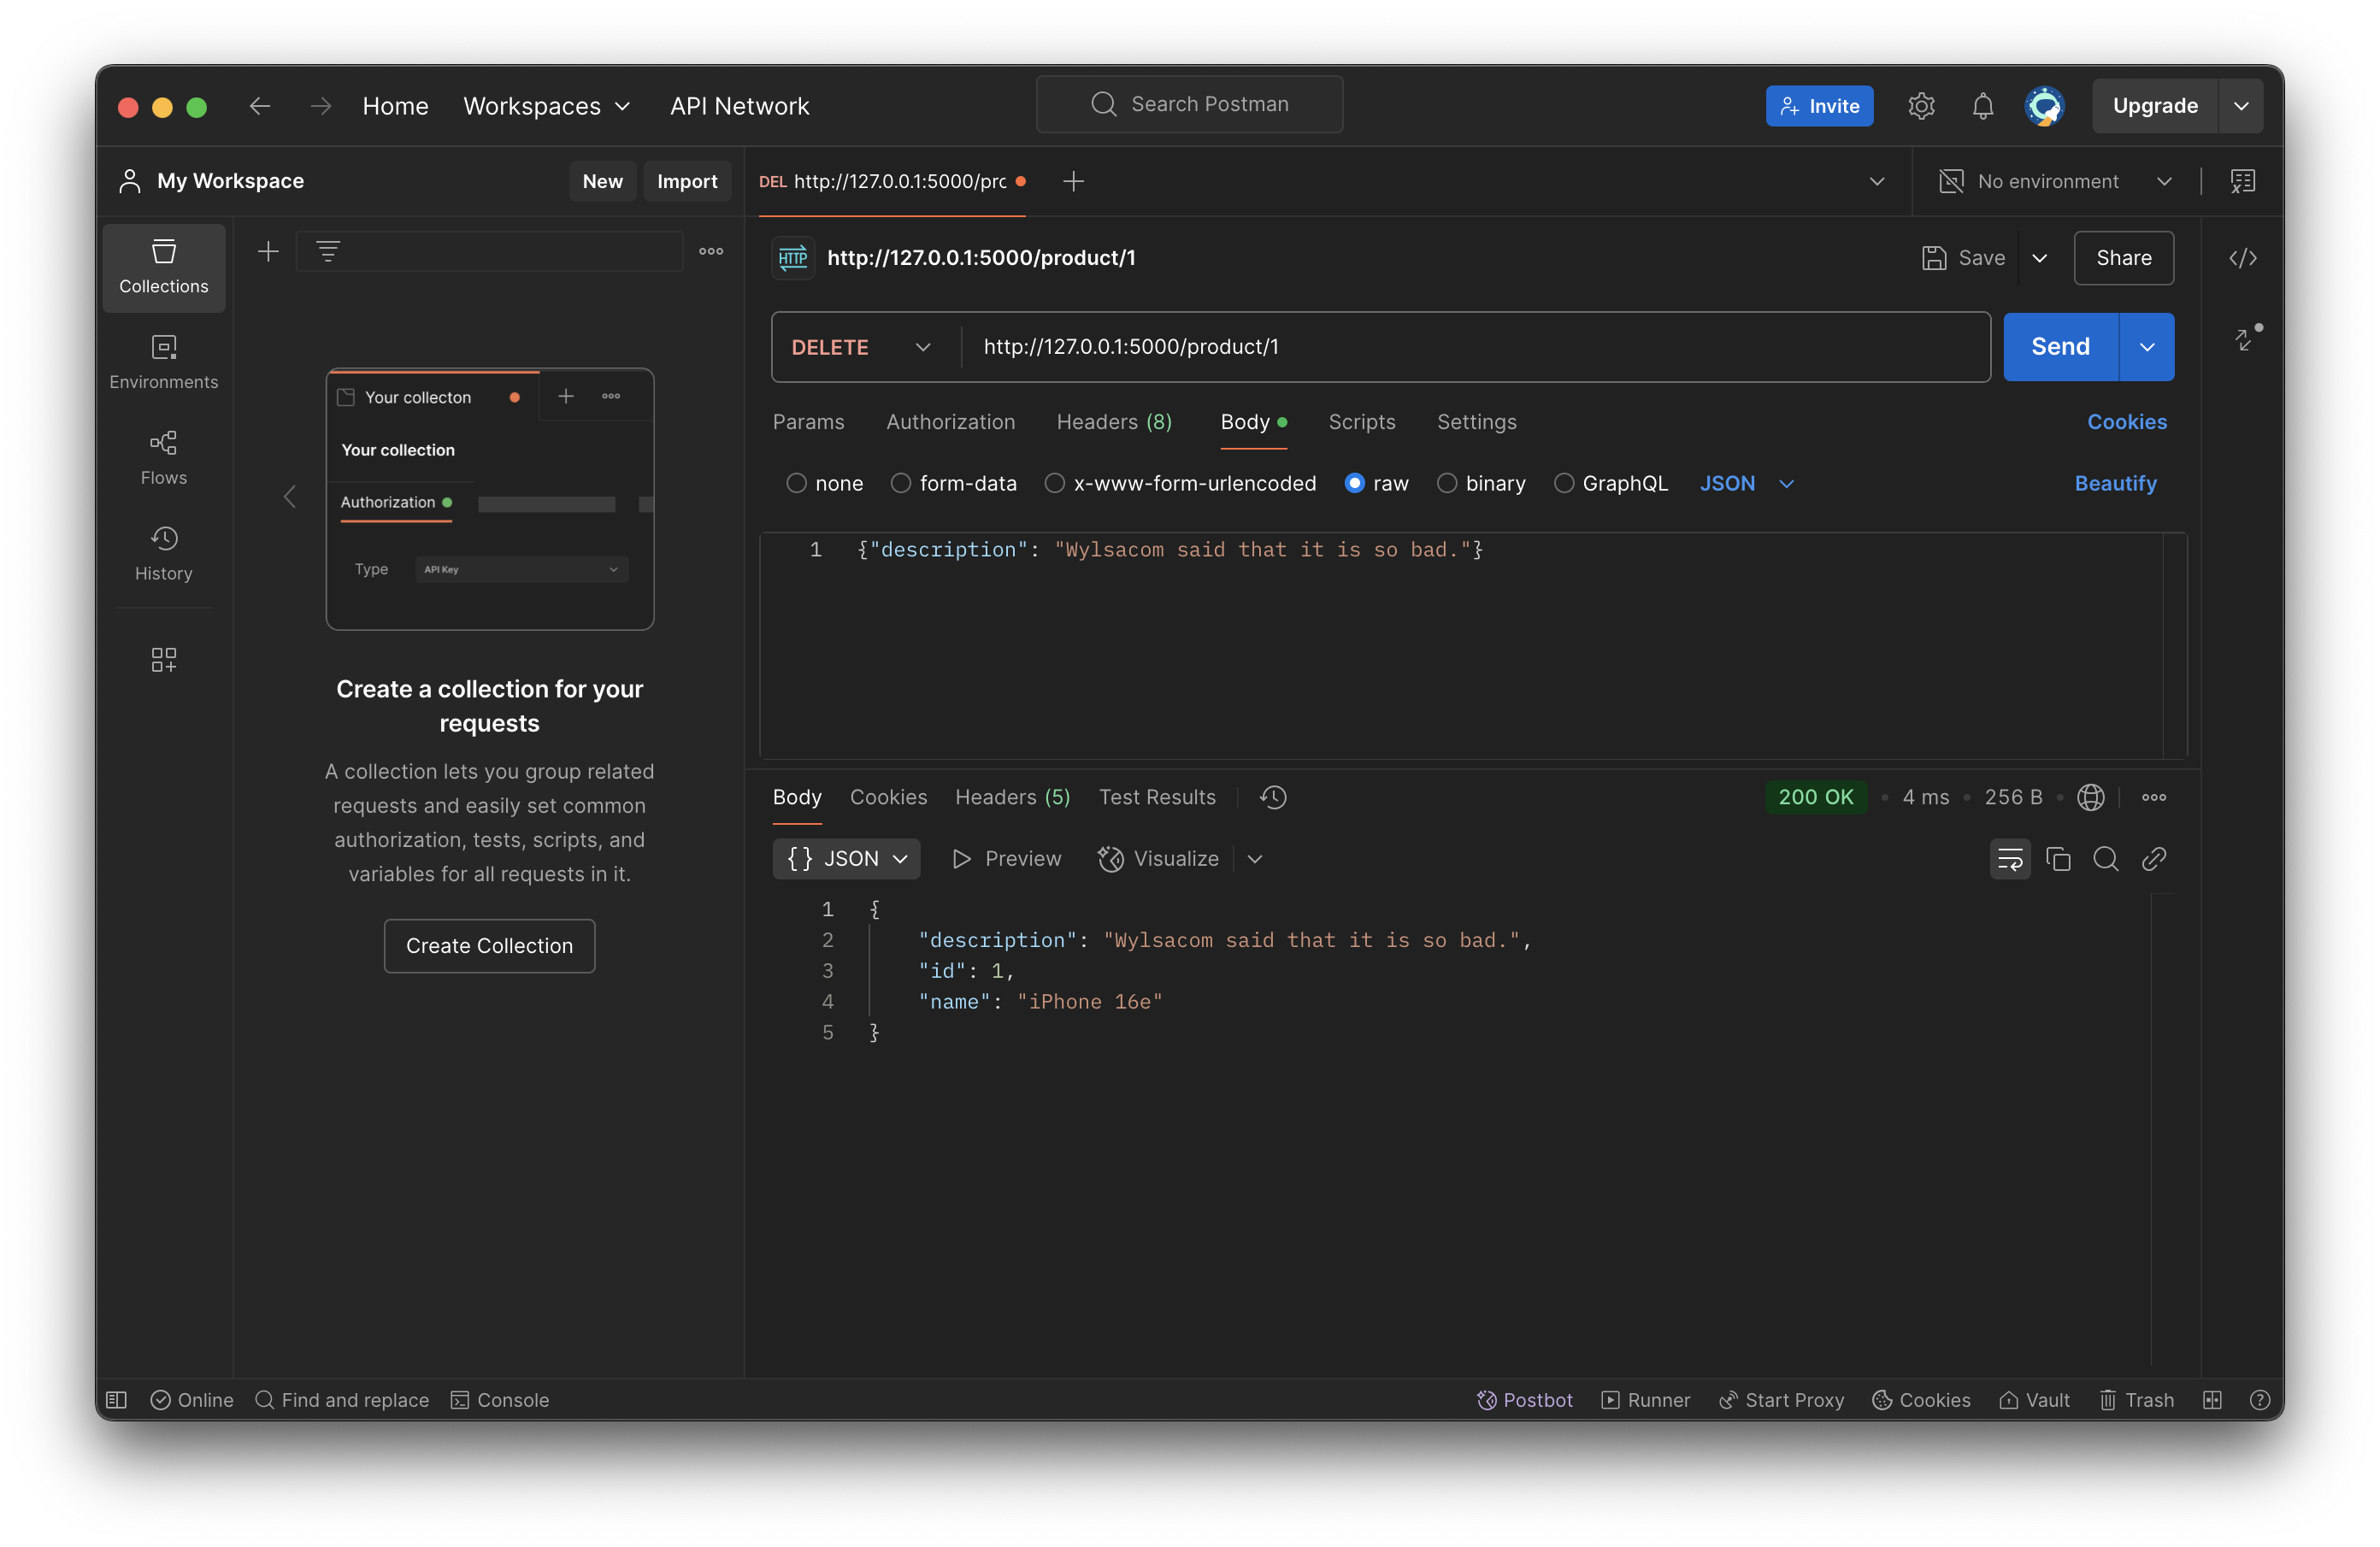 Home Workspaces API Network Search Postman Invite Upgrade
My Workspace New Import DEL http://127.0.0.1:5000/prc No environment
Collections
Environments
Flows
History
Your collecton
Your collection
Authorization
Type API Key
Create a collection for your
requests
A collection lets you group related
requests and easily set common
authorization, tests, scripts, and
variables for all requests in it.
Create Collection
HTTP http://127.0.0.1:5000/product/1 Save Share
DELETE http://127.0.0.1:5000/product/1 Send
Params Authorization Headers (8) Body Scripts Settings Cookies
none form-data x-www-form-urlencoded raw binary GraphQL JSON Beautify
1 {"description": "Wylsacom said that it is so bad."}
Body Cookies Headers (5) Test Results 200 OK • 4 ms • 256 B •
{} JSON Preview Visualize
1 {
2 "description": "Wylsacom said that it is so bad.",
3 "id": 1,
4 "name": "iPhone 16e"
5 }
Online Find and replace Console Postbot Runner Start Proxy Cookies Vault Trash